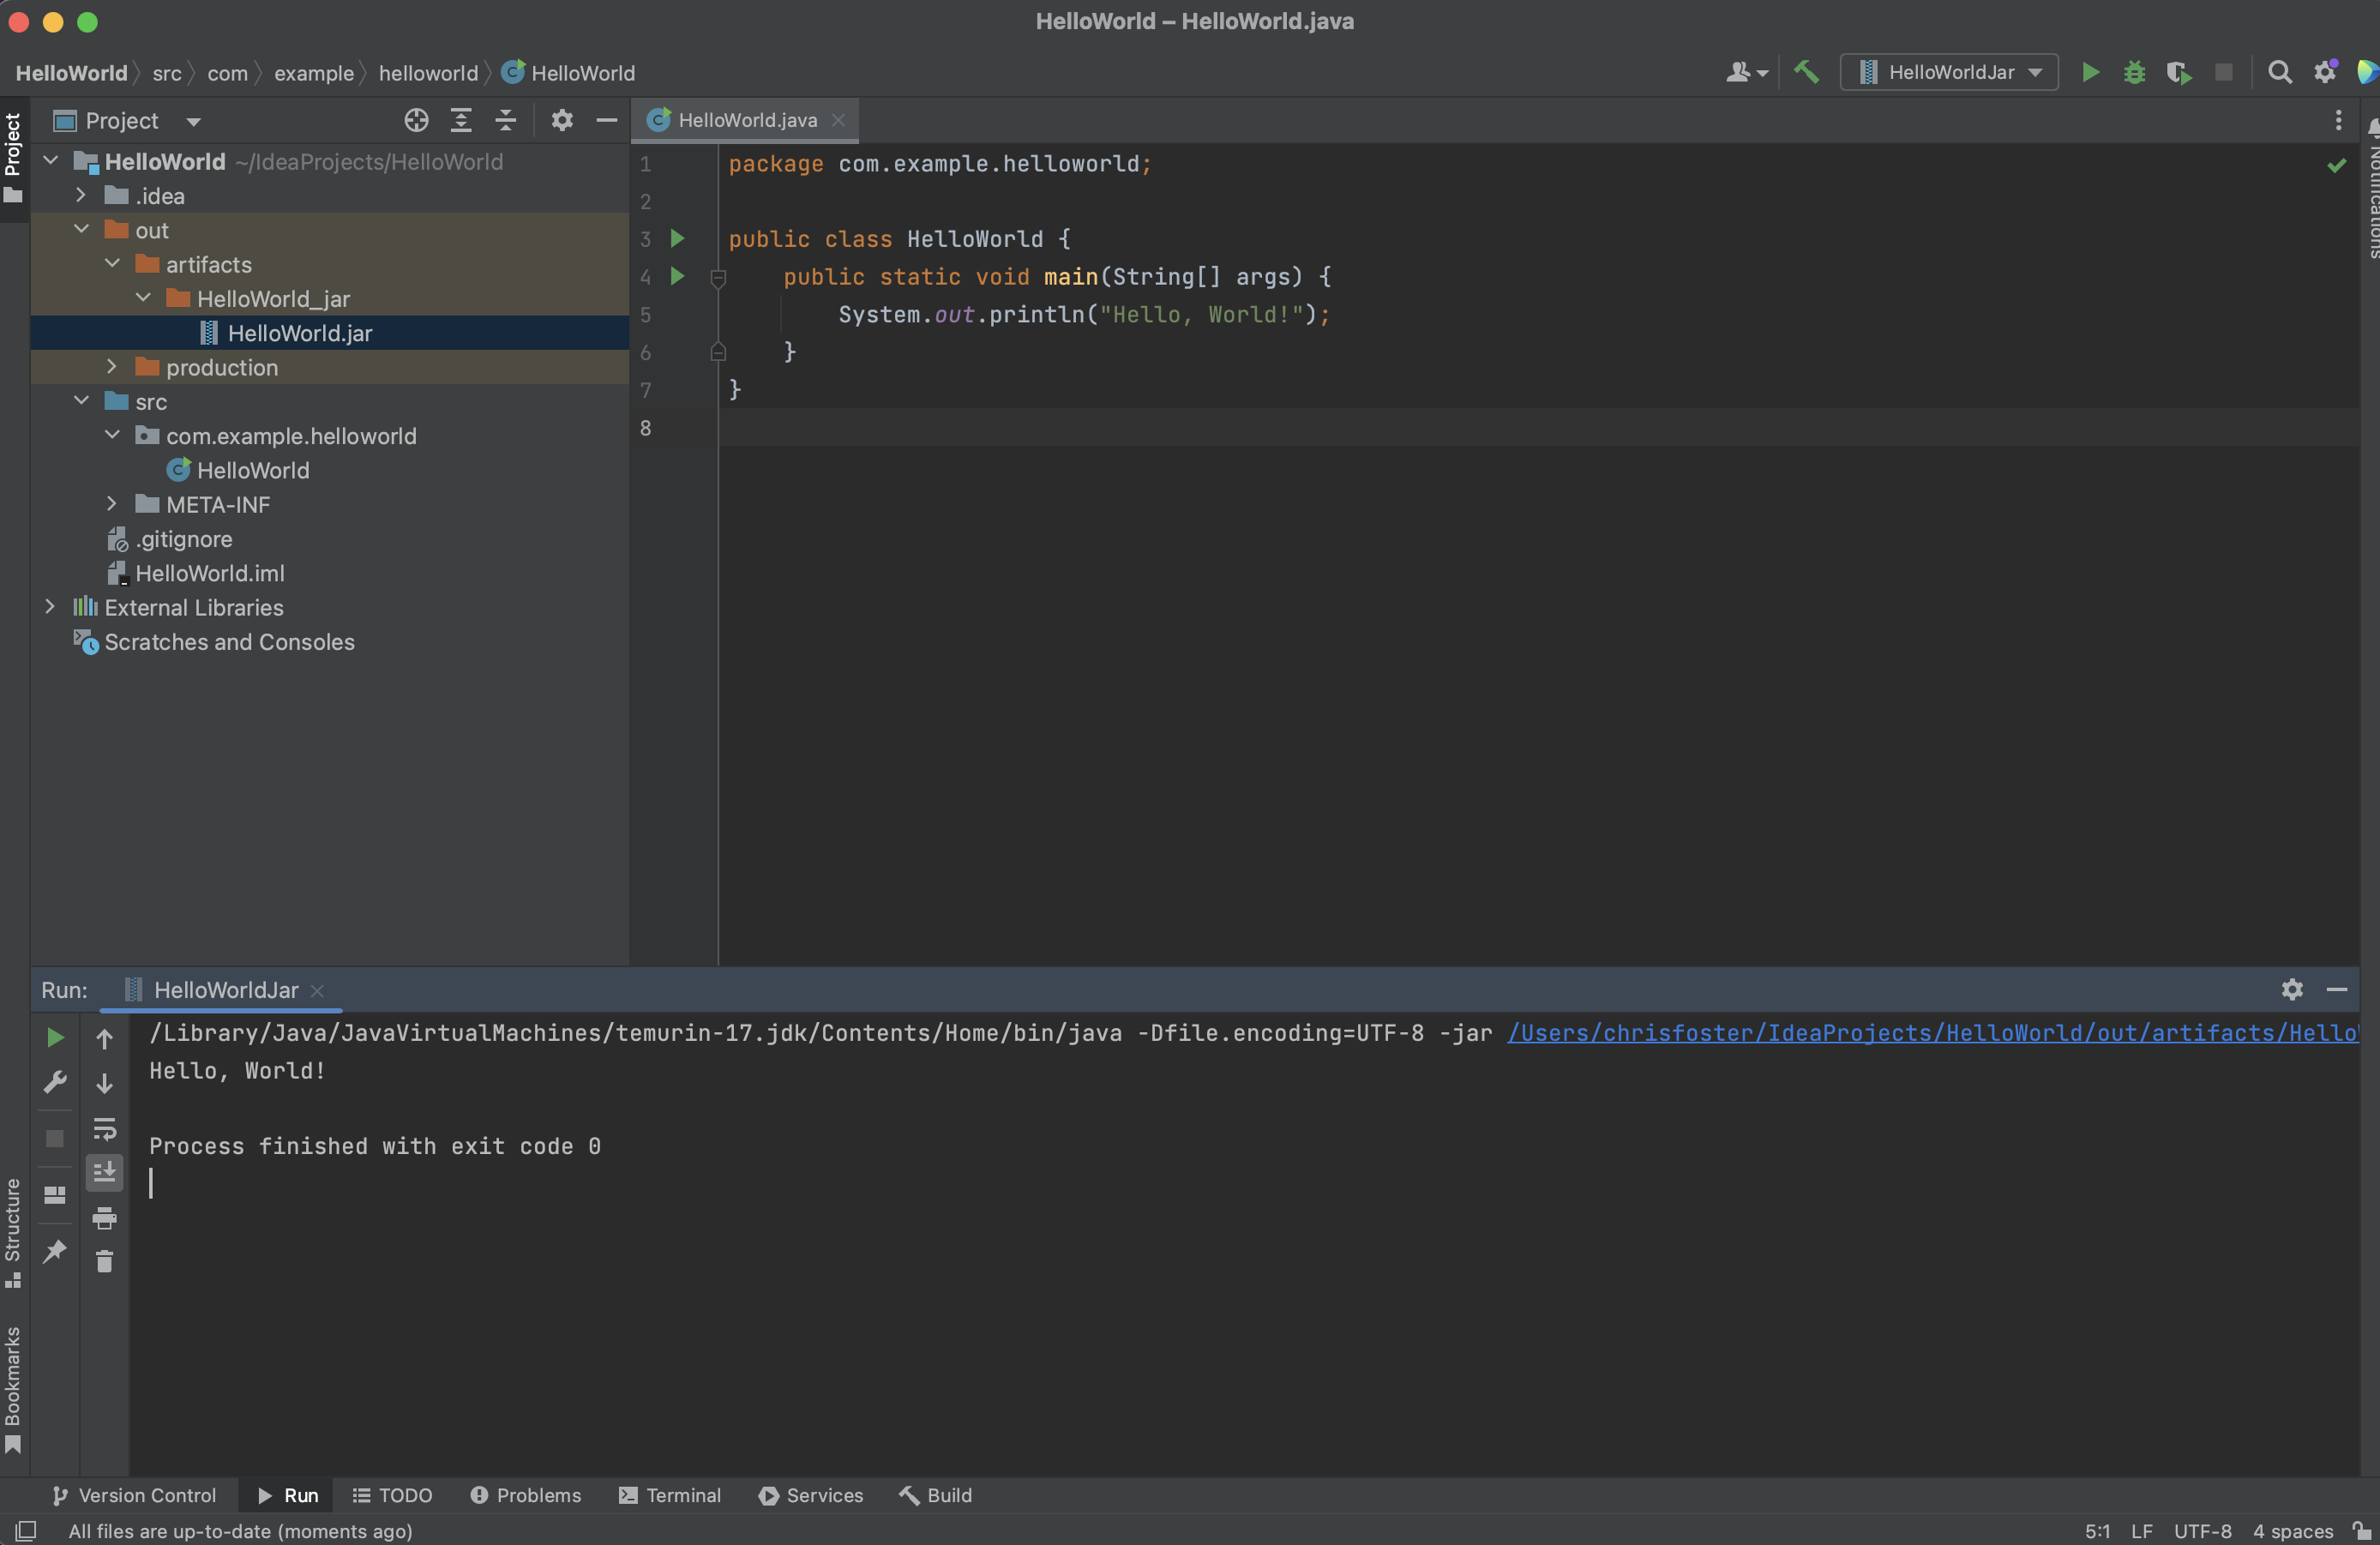 HelloWorld – HelloWorld.java
HelloWorld src com example helloworld HelloWorld
HelloWorldJar
Project
Project
HelloWorld ~/IdeaProjects/HelloWorld
.idea
out
artifacts
HelloWorld_jar
HelloWorld.jar
production
src
com.example.helloworld
HelloWorld
META-INF
.gitignore
HelloWorld.iml
External Libraries
Scratches and Consoles
HelloWorld.java
1 package com.example.helloworld;
2
3 public class HelloWorld {
4 public static void main(String[] args) {
5 System.out.println("Hello, World!");
6 }
7 }
8
Notifications
Run: HelloWorldJar
/Library/Java/JavaVirtualMachines/temurin-17.jdk/Contents/Home/bin/java -Dfile.encoding=UTF-8 -jar /Users/chrisfoster/IdeaProjects/HelloWorld/out/artifacts/Hello
Hello, World!
Process finished with exit code 0
Structure
Bookmarks
Version Control Run TODO Problems Terminal Services Build
All files are up-to-date (moments ago)
5:1 LF UTF-8 4 spaces